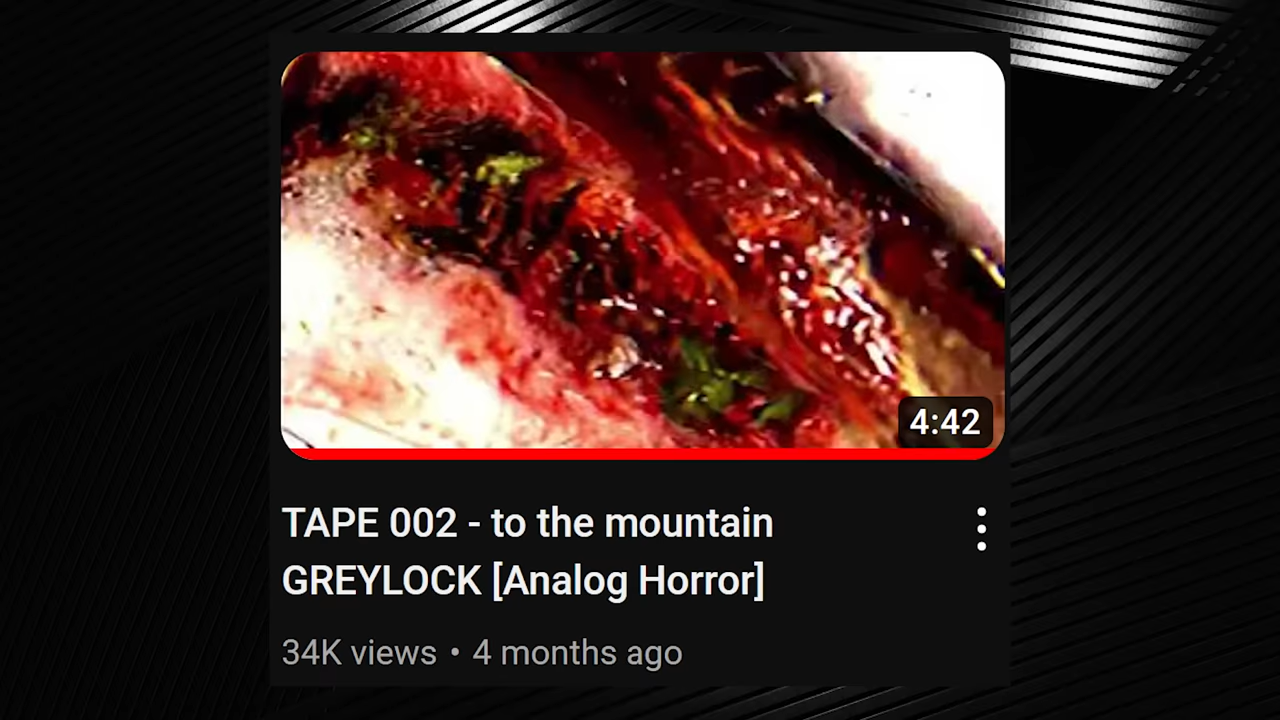 4:42
TAPE 002 - to the mountain
GREYLOCK [Analog Horror]
34K views • 4 months ago